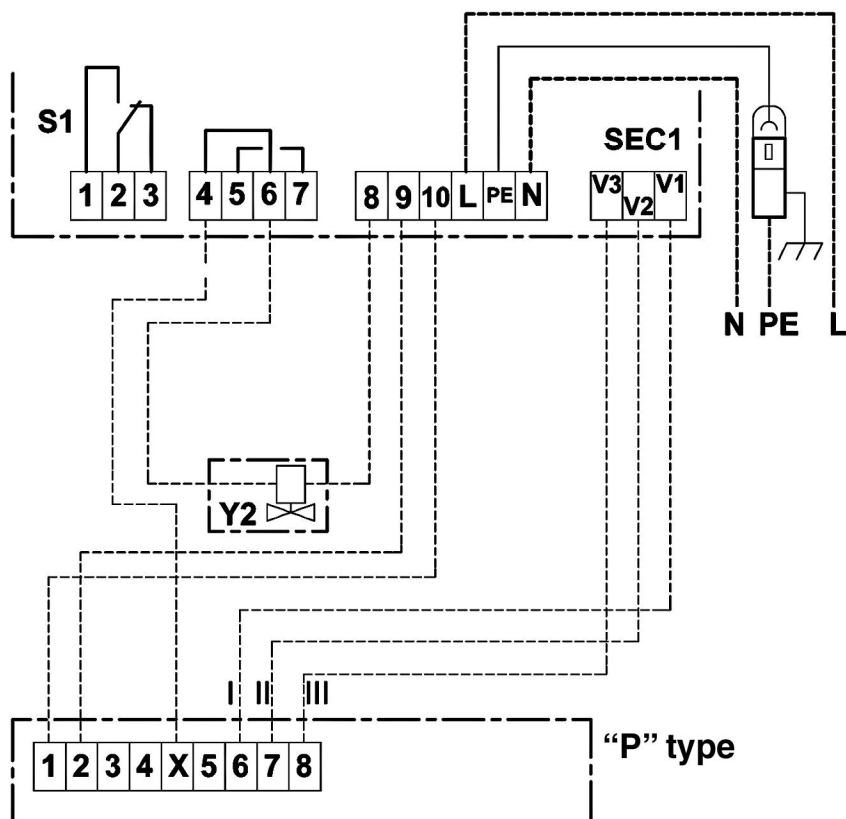 S1
SEC1
1 2 3
4 5 6 7
8 9 10 L PE N
V3 V2 V1
N PE L
Y2
I II III
"P" type
1 2 3 4 X 5 6 7 8